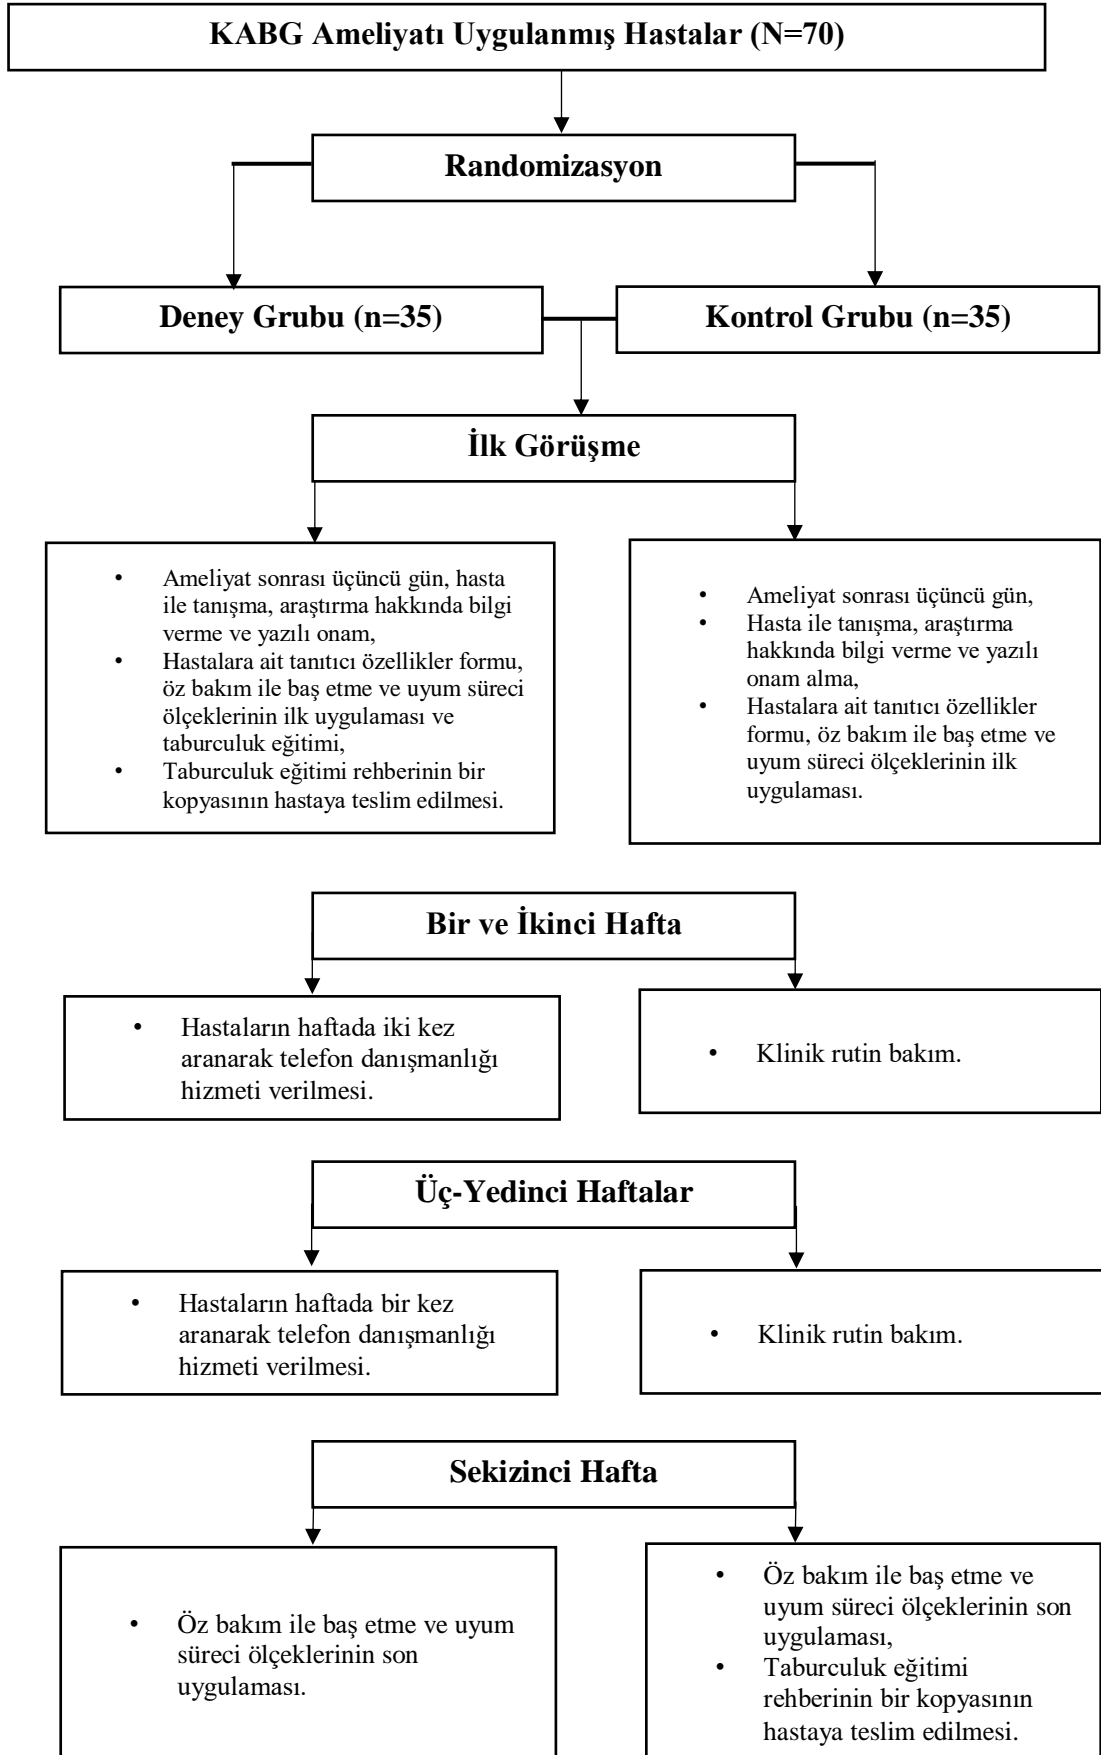 KABG Ameliyatı Uygulanmış Hastalar (N=70)
Randomizasyon
Deney Grubu (n=35)
Kontrol Grubu (n=35)
İlk Görüşme
• Ameliyat sonrası üçüncü gün, hasta
ile tanışma, araştırma hakkında bilgi
verme ve yazılı onam,
• Hastalara ait tanıtıcı özellikler formu,
öz bakım ile baş etme ve uyum süreci
ölçeklerinin ilk uygulaması ve
taburculuk eğitimi,
• Taburculuk eğitimi rehberinin bir
kopyasının hastaya teslim edilmesi.
• Ameliyat sonrası üçüncü gün,
• Hasta ile tanışma, araştırma
hakkında bilgi verme ve yazılı
onam alma,
• Hastalara ait tanıtıcı özellikler
formu, öz bakım ile baş etme ve
uyum süreci ölçeklerinin ilk
uygulaması.
Bir ve İkinci Hafta
• Hastaların haftada iki kez
aranarak telefon danışmanlığı
hizmeti verilmesi.
• Klinik rutin bakım.
Üç-Yedinci Haftalar
• Hastaların haftada bir kez
aranarak telefon danışmanlığı
hizmeti verilmesi.
• Klinik rutin bakım.
Sekizinci Hafta
• Öz bakım ile baş etme ve uyum
süreci ölçeklerinin son
uygulaması.
• Öz bakım ile baş etme ve
uyum süreci ölçeklerinin son
uygulaması,
• Taburculuk eğitimi
rehberinin bir kopyasının
hastaya teslim edilmesi.